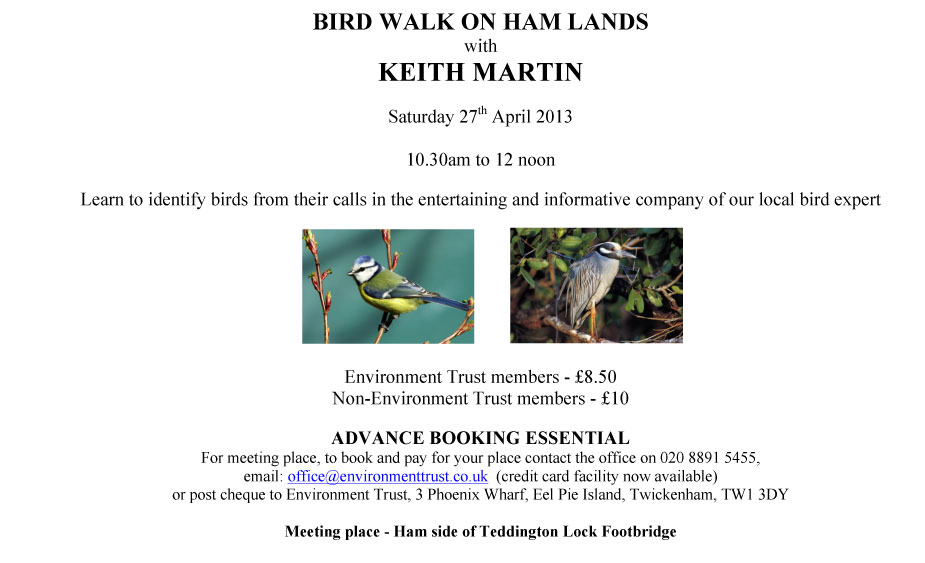 BIRD WALK ON HAM LANDS
with
KEITH MARTIN
Saturday 27th April 2013
10.30am to 12 noon
Learn to identify birds from their calls in the entertaining and informative company of our local bird expert
Environment Trust members - £8.50
Non-Environment Trust members - £10
ADVANCE BOOKING ESSENTIAL
For meeting place, to book and pay for your place contact the office on 020 8891 5455,
email: office@environmenttrust.co.uk (credit card facility now available)
or post cheque to Environment Trust, 3 Phoenix Wharf, Eel Pie Island, Twickenham, TW1 3DY
Meeting place - Ham side of Teddington Lock Footbridge